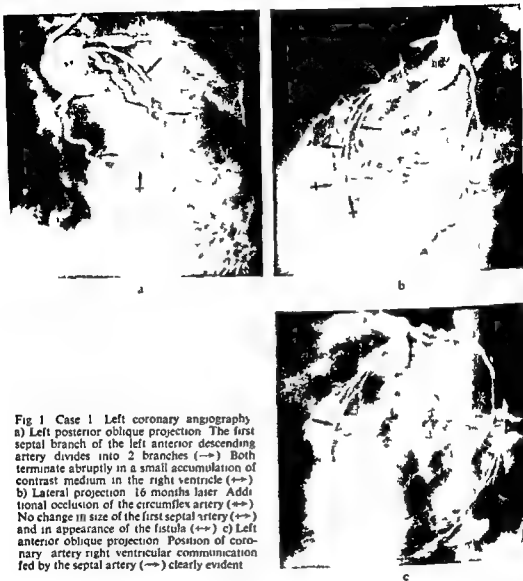 a
b
Fig 1 Case 1 Left coronary angiography
a) Left posterior oblique projection The first
septal branch of the left anterior descending
artery divides into 2 branches (→) Both
terminate abruptly in a small accumulation of
contrast medium in the right ventricle (↔)
b) Lateral projection 16 months later Addi
tional occlusion of the circumflex artery (↔)
No change in size of the first septal artery (↔)
and in appearance of the fistula (↔) c) Left
anterior oblique projection Position of coro-
nary artery right ventricular communication
fed by the septal artery (→) clearly evident
c